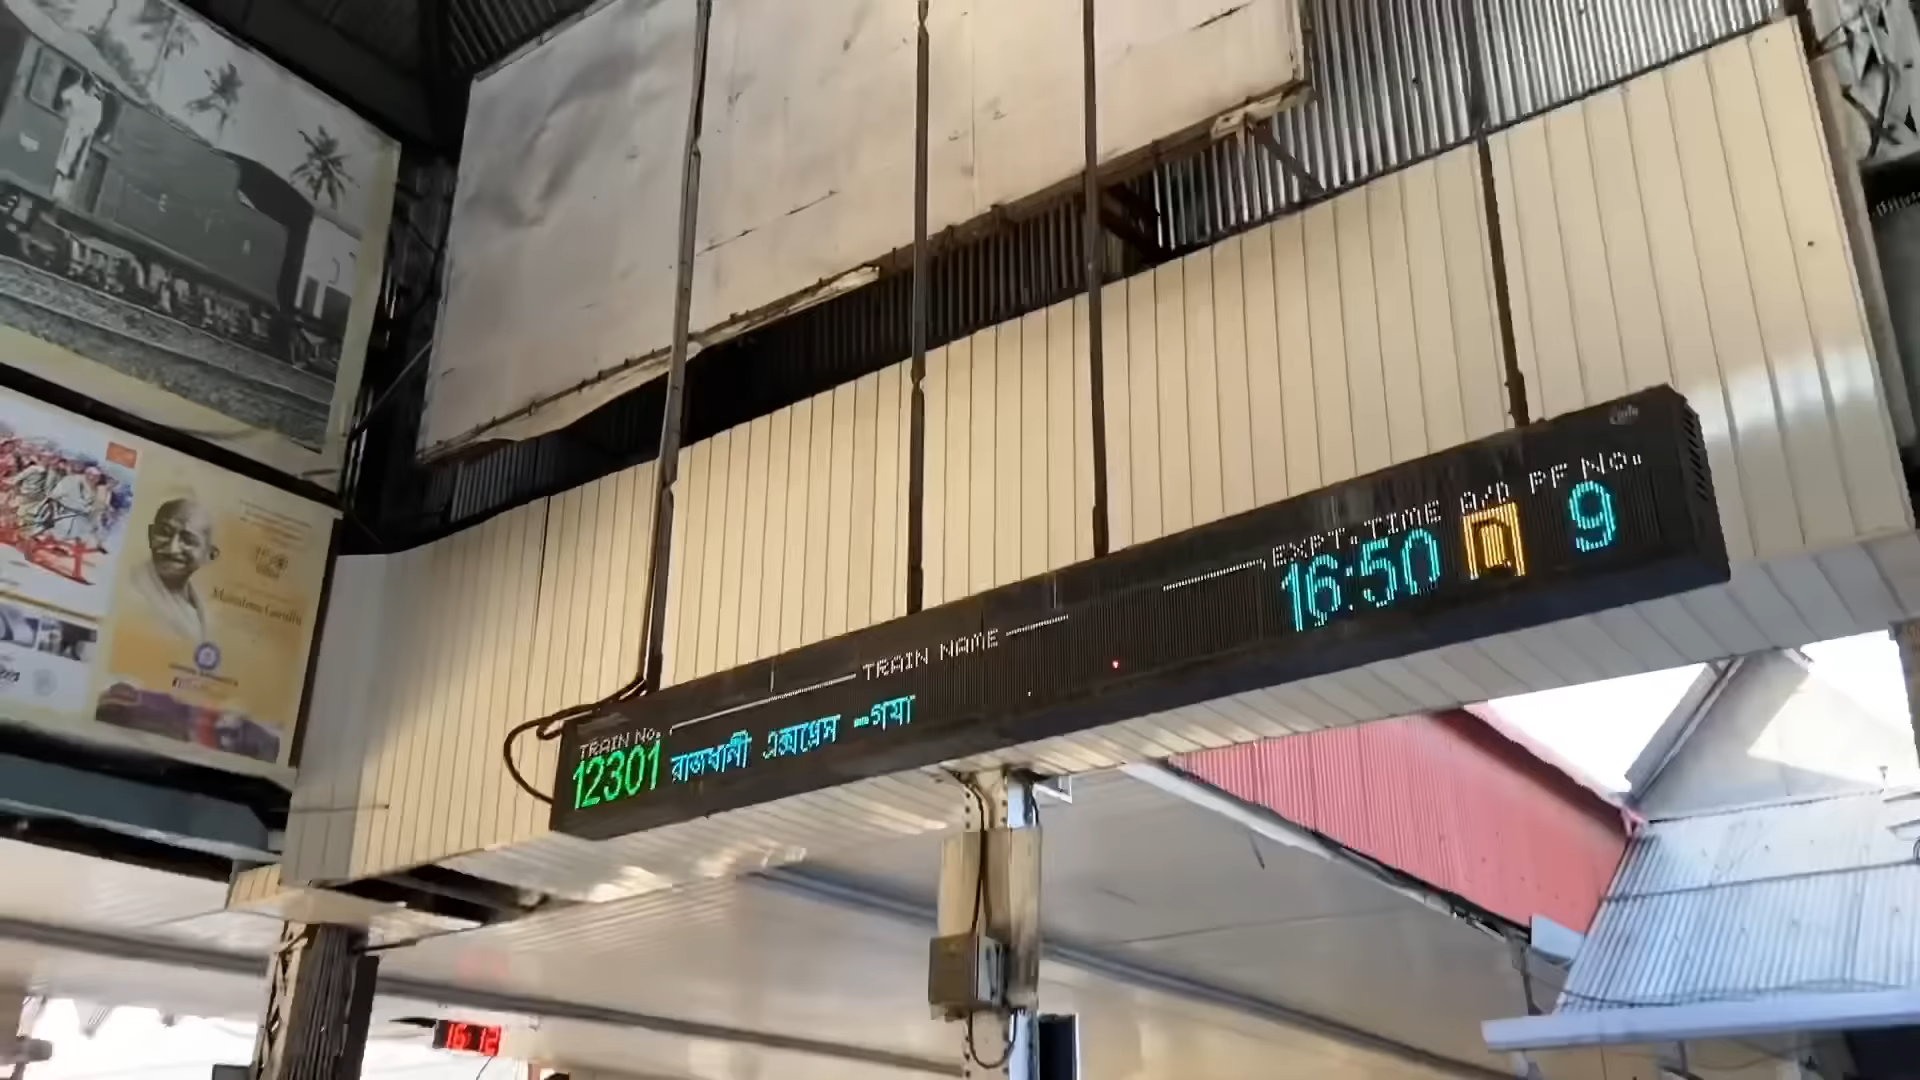 TRAIN No. TRAIN NAME EXPT.TIME A/D PF No.
12301 রাজধানী এক্সপ্রেস -গয়া 16:50 9
Mahatma Gandhi